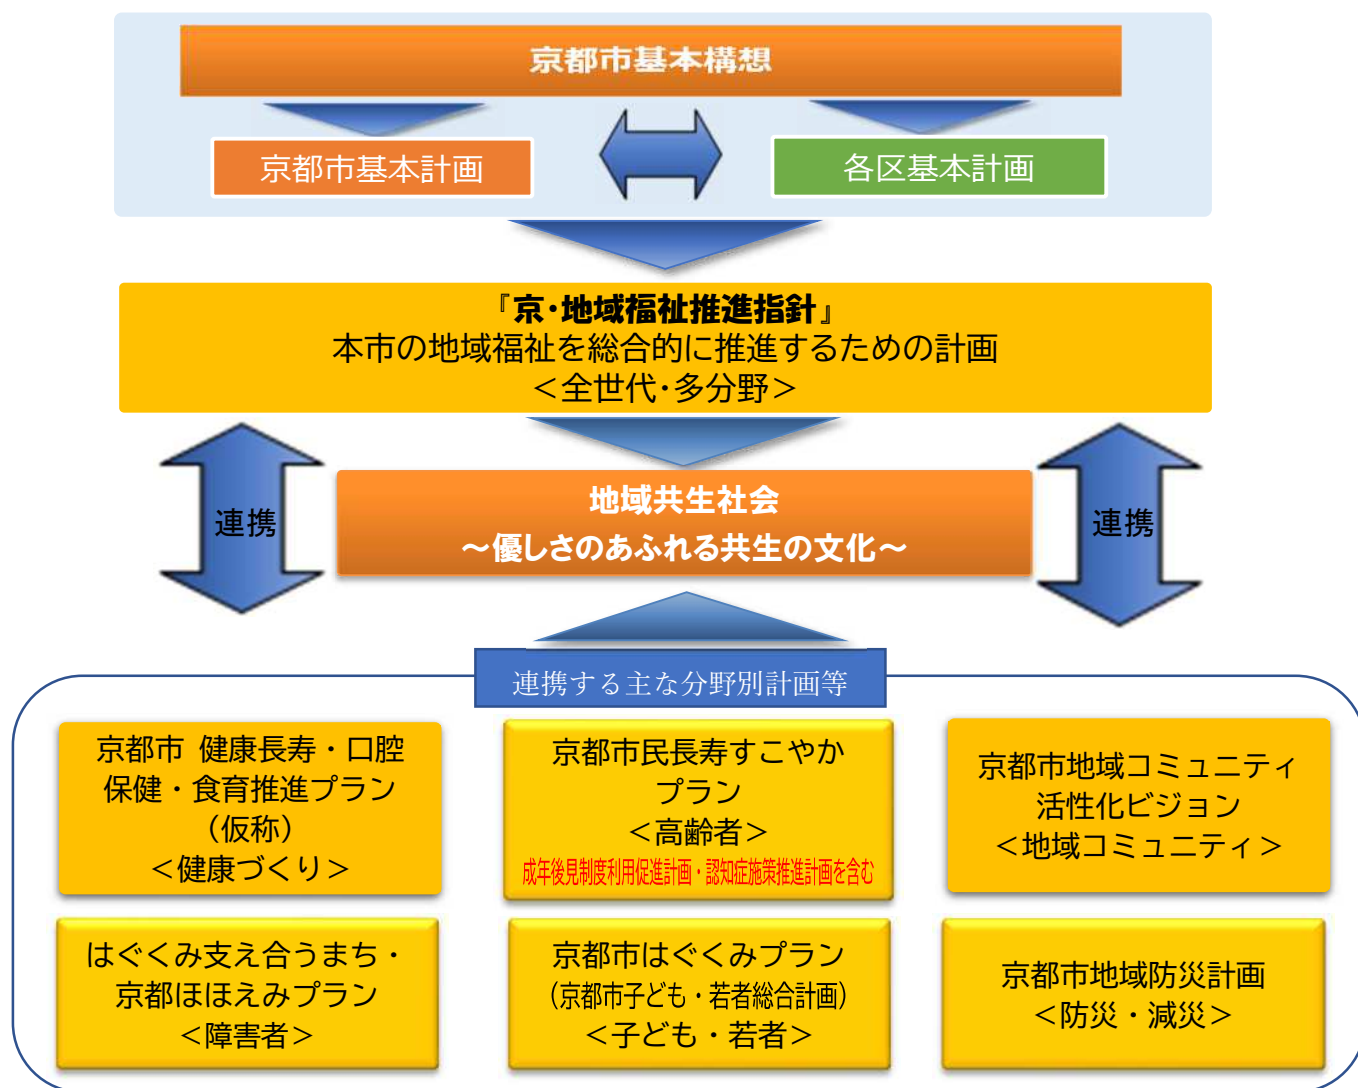 京都市基本構想
京都市基本計画
各区基本計画
『京・地域福祉推進指針』
本市の地域福祉を総合的に推進するための計画
＜全世代・多分野＞
連携
地域共生社会
～優しさのあふれる共生の文化～
連携
連携する主な分野別計画等
京都市 健康長寿・口腔
保健・食育推進プラン
（仮称）
＜健康づくり＞
京都市民長寿すこやか
プラン
＜高齢者＞
成年後見制度利用促進計画・認知症施策推進計画を含む
京都市地域コミュニティ
活性化ビジョン
＜地域コミュニティ＞
はぐくみ支え合うまち・
京都ほほえみプラン
＜障害者＞
京都市はぐくみプラン
（京都市子ども・若者総合計画）
＜子ども・若者＞
京都市地域防災計画
＜防災・減災＞